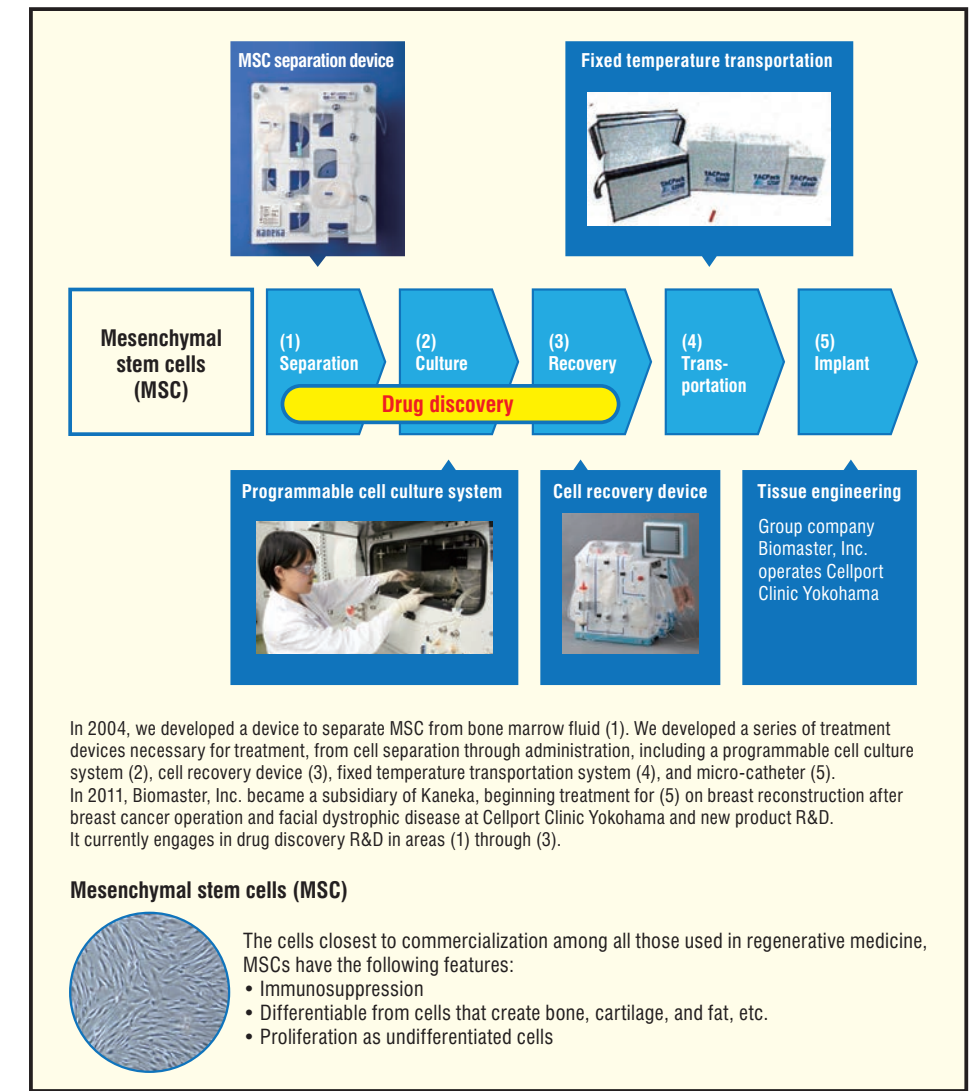 MSC separation device
Fixed temperature transportation
KANEKA
TACPack
TACPack
TACPack
TACPack
Mesenchymal
stem cells
(MSC)
(1)
Separation
(2)
Culture
(3)
Recovery
(4)
Trans-
portation
(5)
Implant
Drug discovery
Programmable cell culture system
Cell recovery device
Tissue engineering
Group company
Biomaster, Inc.
operates Cellport
Clinic Yokohama
In 2004, we developed a device to separate MSC from bone marrow fluid (1). We developed a series of treatment
devices necessary for treatment, from cell separation through administration, including a programmable cell culture
system (2), cell recovery device (3), fixed temperature transportation system (4), and micro-catheter (5).
In 2011, Biomaster, Inc. became a subsidiary of Kaneka, beginning treatment for (5) on breast reconstruction after
breast cancer operation and facial dystrophic disease at Cellport Clinic Yokohama and new product R&D.
It currently engages in drug discovery R&D in areas (1) through (3).
Mesenchymal stem cells (MSC)
The cells closest to commercialization among all those used in regenerative medicine,
MSCs have the following features:
• Immunosuppression
• Differentiable from cells that create bone, cartilage, and fat, etc.
• Proliferation as undifferentiated cells